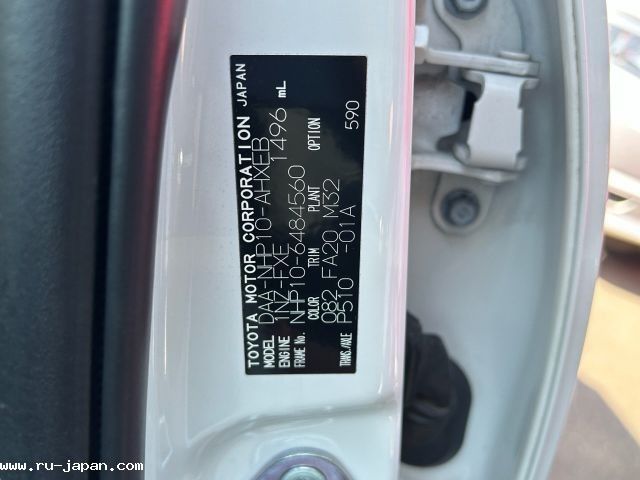 TOYOTA MOTOR CORPORATION JAPAN
MODEL DAA-NHP10-AHXEB
ENGINE 1NZ-FXE 1496 mL
FRAME No. NHP10-6484560
COLOR TRIM PLANT OPTION
082 FA20 M32 590
TRANS./AXLE P510 -01A
www.ru-japan.com